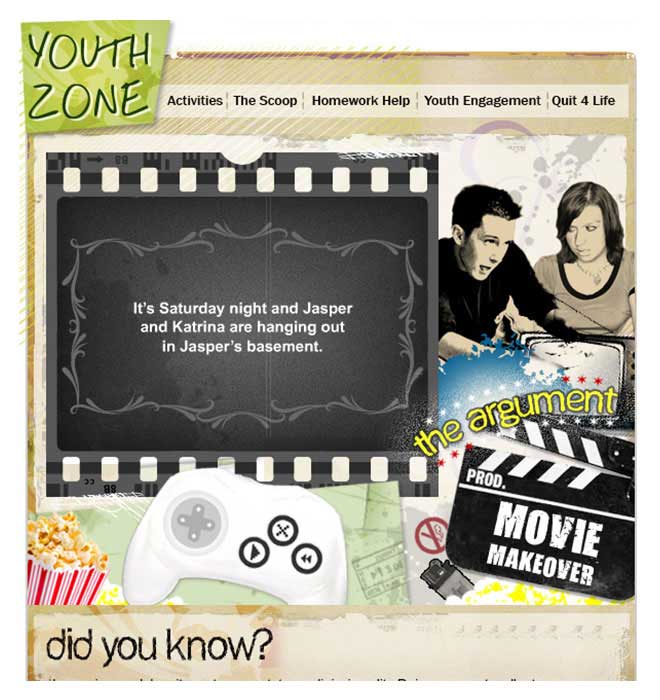 YOUTH
ZONE
Activities The Scoop Homework Help Youth Engagement Quit 4 Life
It's Saturday night and Jasper
and Katrina are hanging out
in Jasper's basement.
the argument
PROD.
MOVIE
MAKEOVER
did you know?